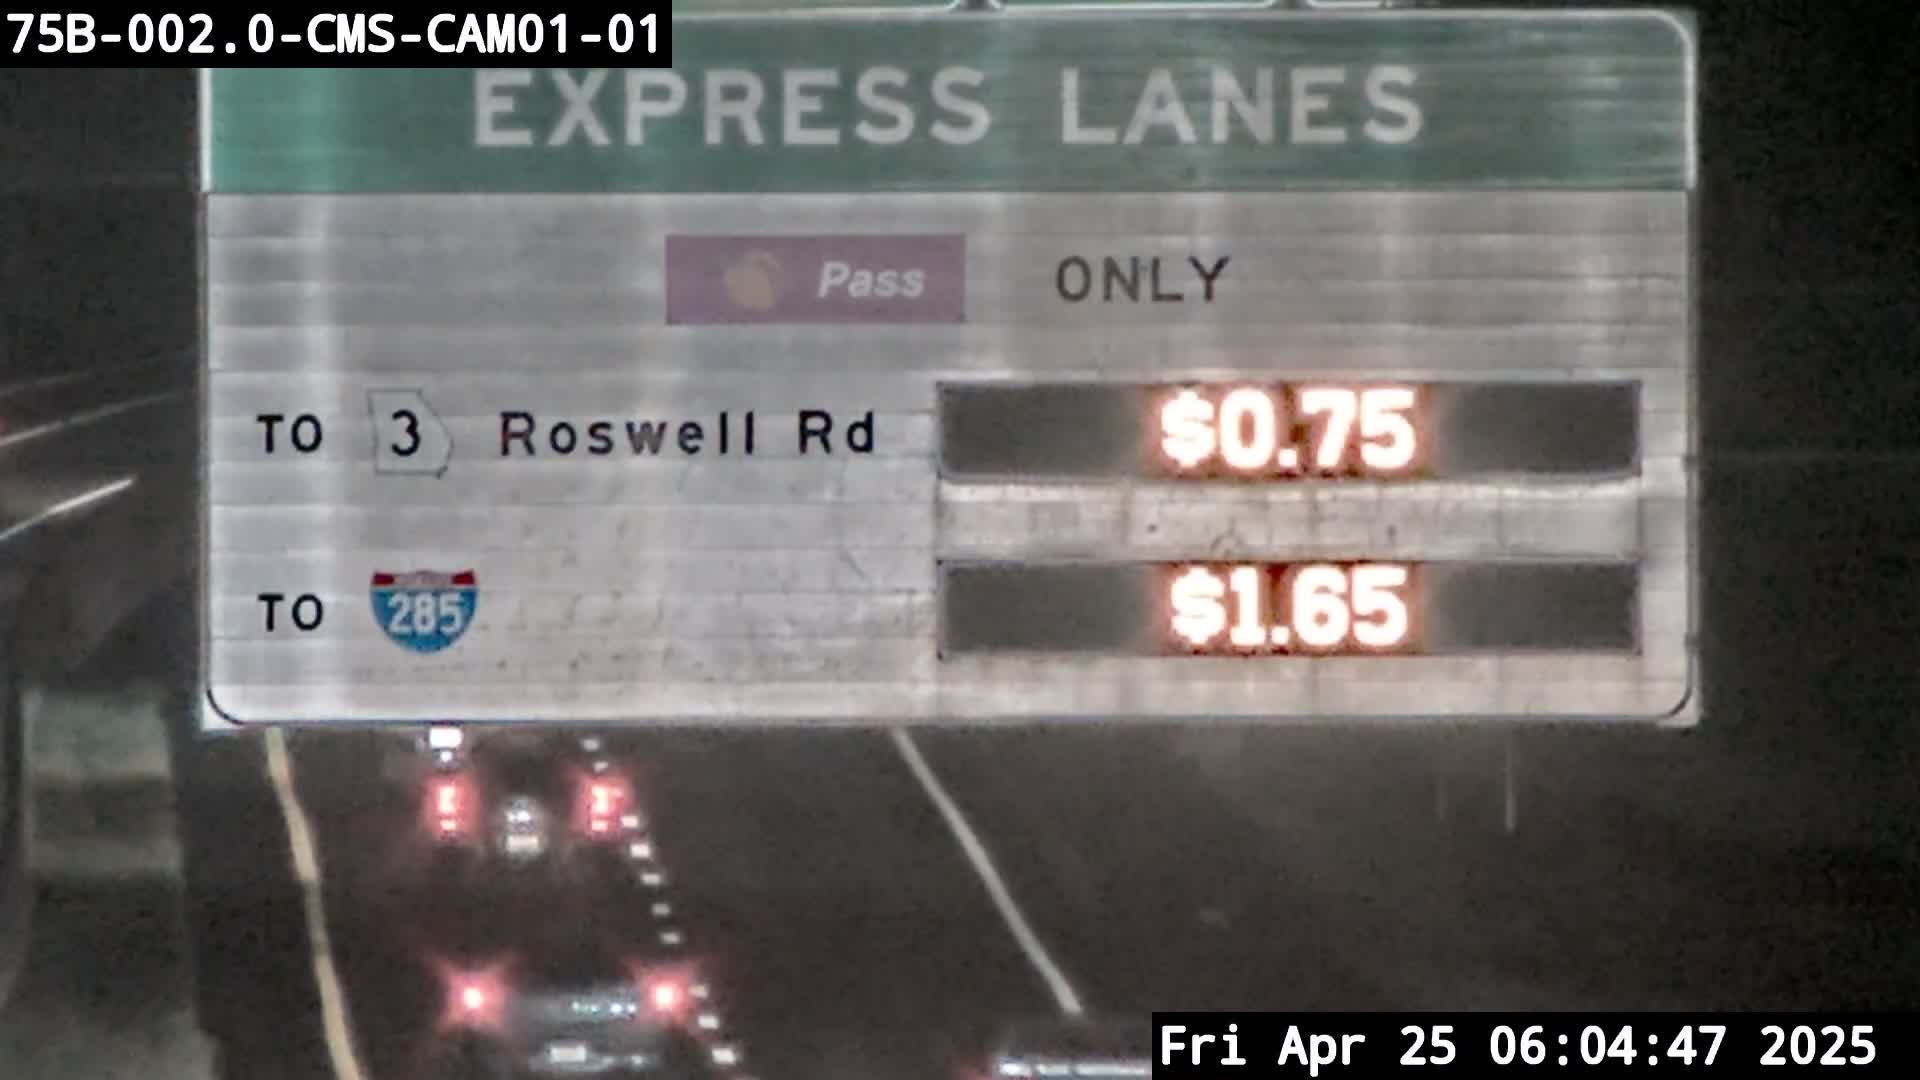 75B-002.0-CMS-CAM01-01
EXPRESS LANES
Pass ONLY
TO 3 Roswell Rd $0.75
TO 285 $1.65
Fri Apr 25 06:04:47 2025